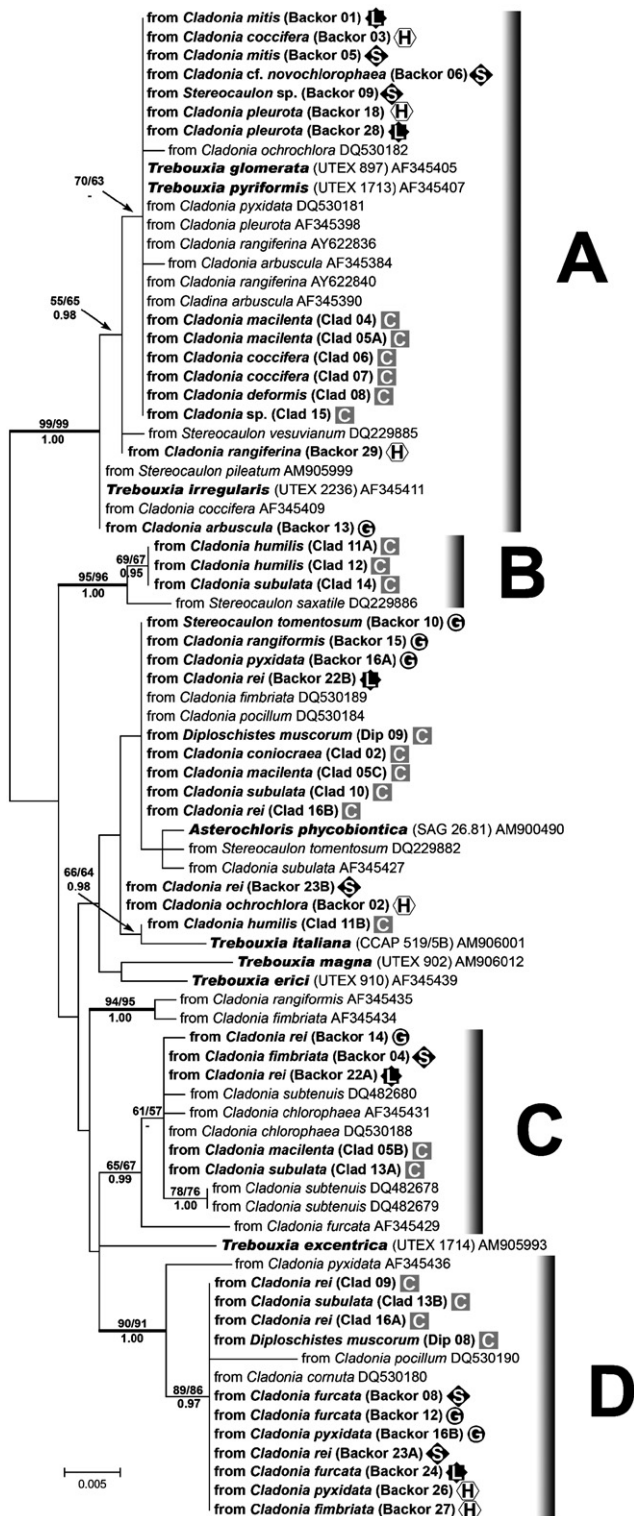 from Cladonia mitis (Backor 01) L
from Cladonia coccifera (Backor 03) H
from Cladonia mitis (Backor 05) S
from Cladonia cf. novochlorophaea (Backor 06) S
from Stereocaulon sp. (Backor 09) S
from Cladonia pleurota (Backor 18) H
from Cladonia pleurota (Backor 28) L
from Cladonia ochrochlora DQ530182
Trebouxia glomerata (UTEX 897) AF345405
70/63
Trebouxia pyriformis (UTEX 1713) AF345407
-
from Cladonia pyxidata DQ530181
from Cladonia pleurota AF345398
from Cladonia rangiferina AY622836
A
from Cladonia arbuscula AF345384
from Cladonia rangiferina AY622840
55/65
from Cladina arbuscula AF345390
0.98
from Cladonia macilenta (Clad 04) C
from Cladonia macilenta (Clad 05A) C
from Cladonia coccifera (Clad 06) C
from Cladonia coccifera (Clad 07) C
from Cladonia deformis (Clad 08) C
from Cladonia sp. (Clad 15) C
99/99
from Stereocaulon vesuvianum DQ229885
1.00
from Cladonia rangiferina (Backor 29) H
from Stereocaulon pileatum AM905999
Trebouxia irregularis (UTEX 2236) AF345411
from Cladonia coccifera AF345409
from Cladonia arbuscula (Backor 13) G
from Cladonia humilis (Clad 11A) C
69/67
from Cladonia humilis (Clad 12) C
B
95/96
0.95
from Cladonia subulata (Clad 14) C
1.00
from Stereocaulon saxatile DQ229886
from Stereocaulon tomentosum (Backor 10) G
from Cladonia rangiformis (Backor 15) G
from Cladonia pyxidata (Backor 16A) G
from Cladonia rei (Backor 22B) L
from Cladonia fimbriata DQ530189
from Cladonia pocillum DQ530184
from Diploschistes muscorum (Dip 09) C
from Cladonia coniocraea (Clad 02) C
from Cladonia macilenta (Clad 05C) C
from Cladonia subulata (Clad 10) C
from Cladonia rei (Clad 16B) C
Asterochloris phycobiontica (SAG 26.81) AM900490
from Stereocaulon tomentosum DQ229882
66/64
from Cladonia subulata AF345427
0.98
from Cladonia rei (Backor 23B) S
from Cladonia ochrochlora (Backor 02) H
from Cladonia humilis (Clad 11B) C
Trebouxia italiana (CCAP 519/5B) AM906001
Trebouxia magna (UTEX 902) AM906012
Trebouxia erici (UTEX 910) AF345439
94/95
from Cladonia rangiformis AF345435
1.00
from Cladonia fimbriata AF345434
from Cladonia rei (Backor 14) G
from Cladonia fimbriata (Backor 04) S
from Cladonia rei (Backor 22A) L
from Cladonia subtenuis DQ482680
61/57
from Cladonia chlorophaea AF345431
-
C
from Cladonia chlorophaea DQ530188
from Cladonia macilenta (Clad 05B) C
65/67
from Cladonia subulata (Clad 13A) C
0.99
78/76
from Cladonia subtenuis DQ482678
1.00
from Cladonia subtenuis DQ482679
from Cladonia furcata AF345429
Trebouxia excentrica (UTEX 1714) AM905993
from Cladonia pyxidata AF345436
from Cladonia rei (Clad 09) C
from Cladonia subulata (Clad 13B) C
90/91
from Cladonia rei (Clad 16A) C
1.00
from Diploschistes muscorum (Dip 08) C
from Cladonia pocillum DQ530190
from Cladonia cornuta DQ530180
89/86
from Cladonia furcata (Backor 08) S
D
0.97
from Cladonia furcata (Backor 12) G
from Cladonia pyxidata (Backor 16B) G
from Cladonia rei (Backor 23A) S
from Cladonia furcata (Backor 24) L
0.005
from Cladonia pyxidata (Backor 26) H
from Cladonia fimbriata (Backor 27) H